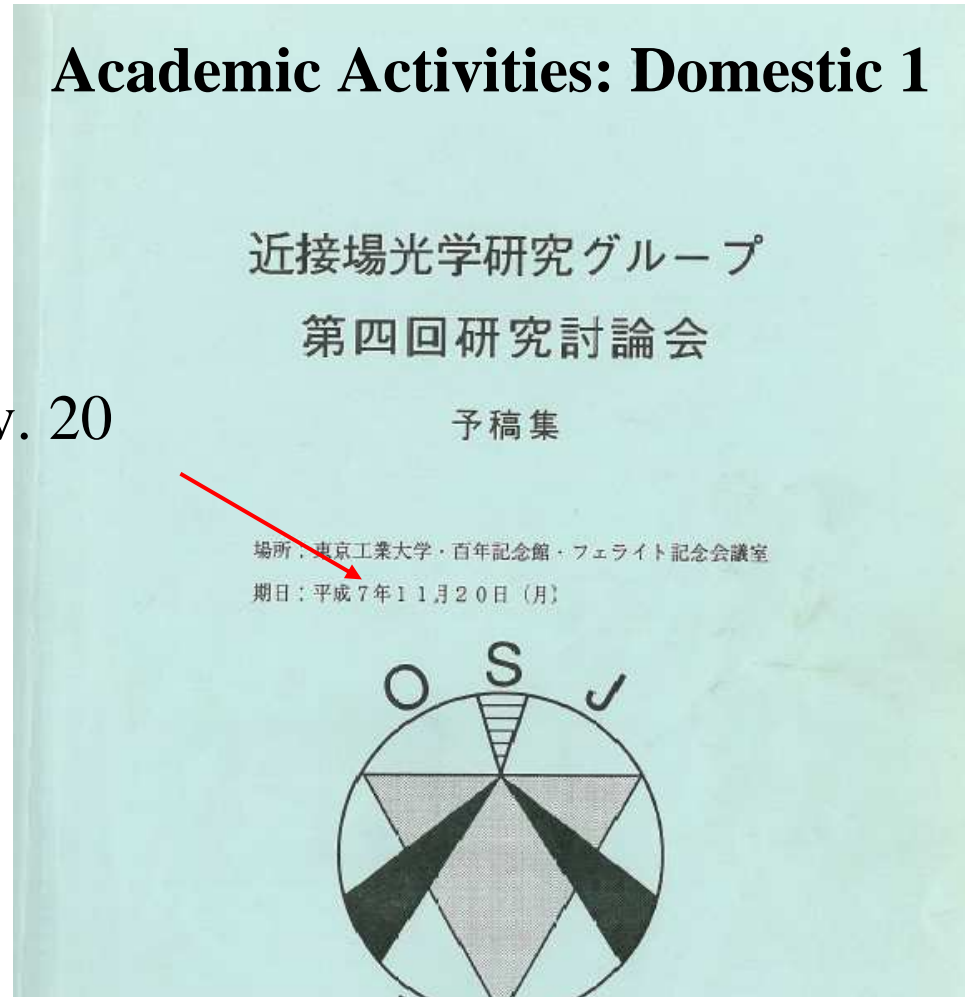 Academic Activities: Domestic 1
近接場光学研究グループ
第四回研究討論会
v. 20
予稿集
場所:東京工業大学・百年記念館・フェライト記念会議室
期日:平成7年11月20日(月)
O S J